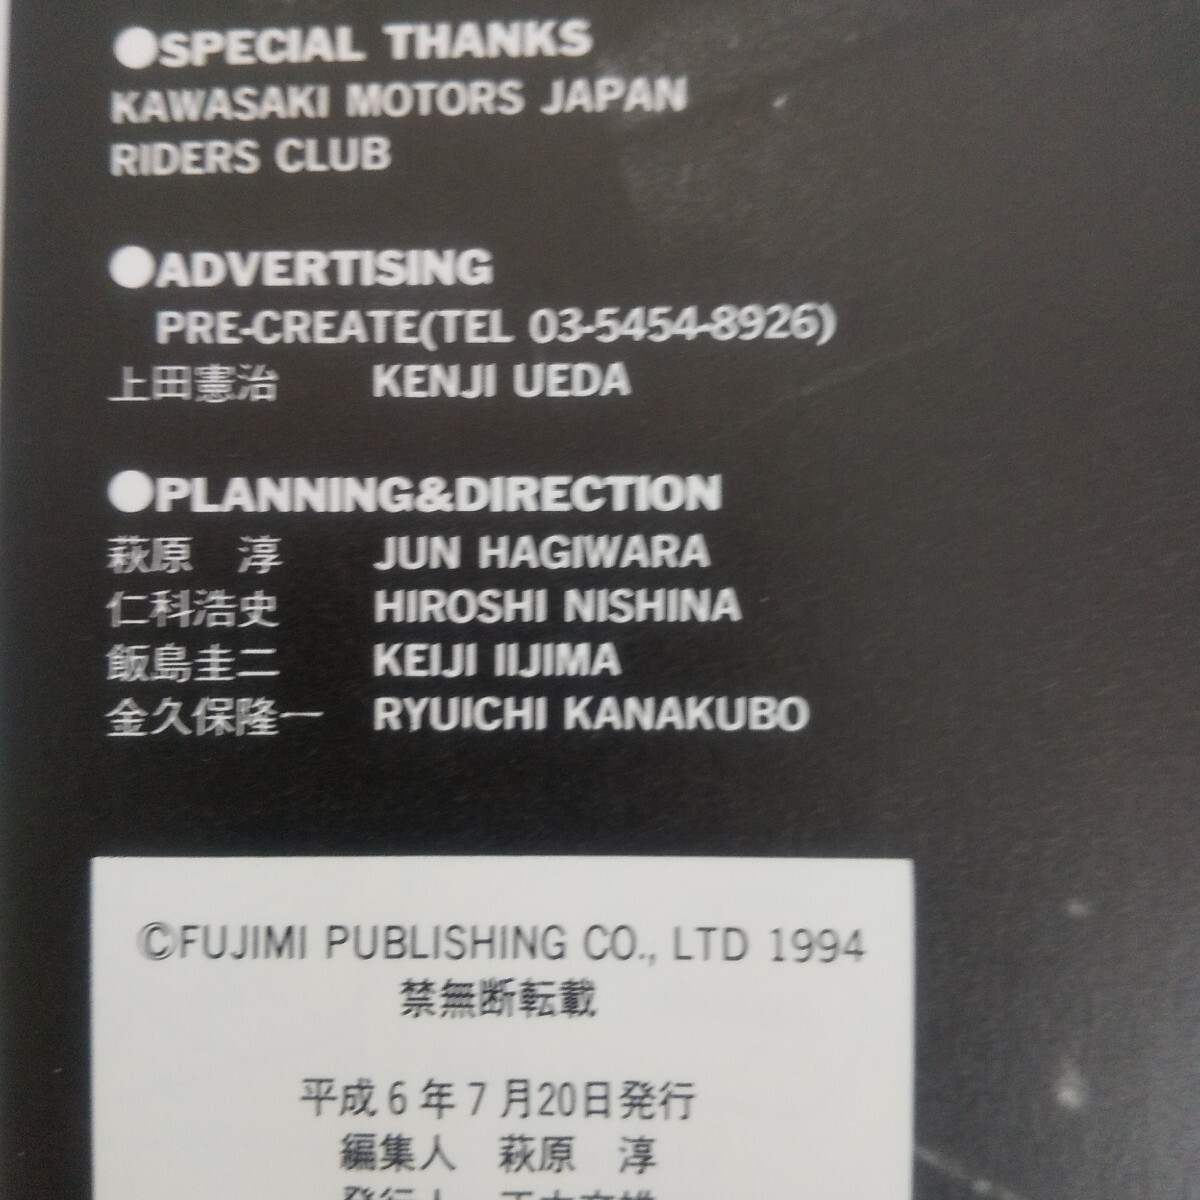 ●SPECIAL THANKS
KAWASAKI MOTORS JAPAN
RIDERS CLUB
●ADVERTISING
PRE-CREATE(TEL 03-5454-8926)
上田憲治 KENJI UEDA
●PLANNING&DIRECTION
萩原 淳 JUN HAGIWARA
仁科浩史 HIROSHI NISHINA
飯島圭二 KEIJI IIJIMA
金久保隆一 RYUICHI KANAKUBO
©FUJIMI PUBLISHING CO., LTD 1994
禁無断転載
平成6年7月20日発行
編集人 萩原 淳
発行人